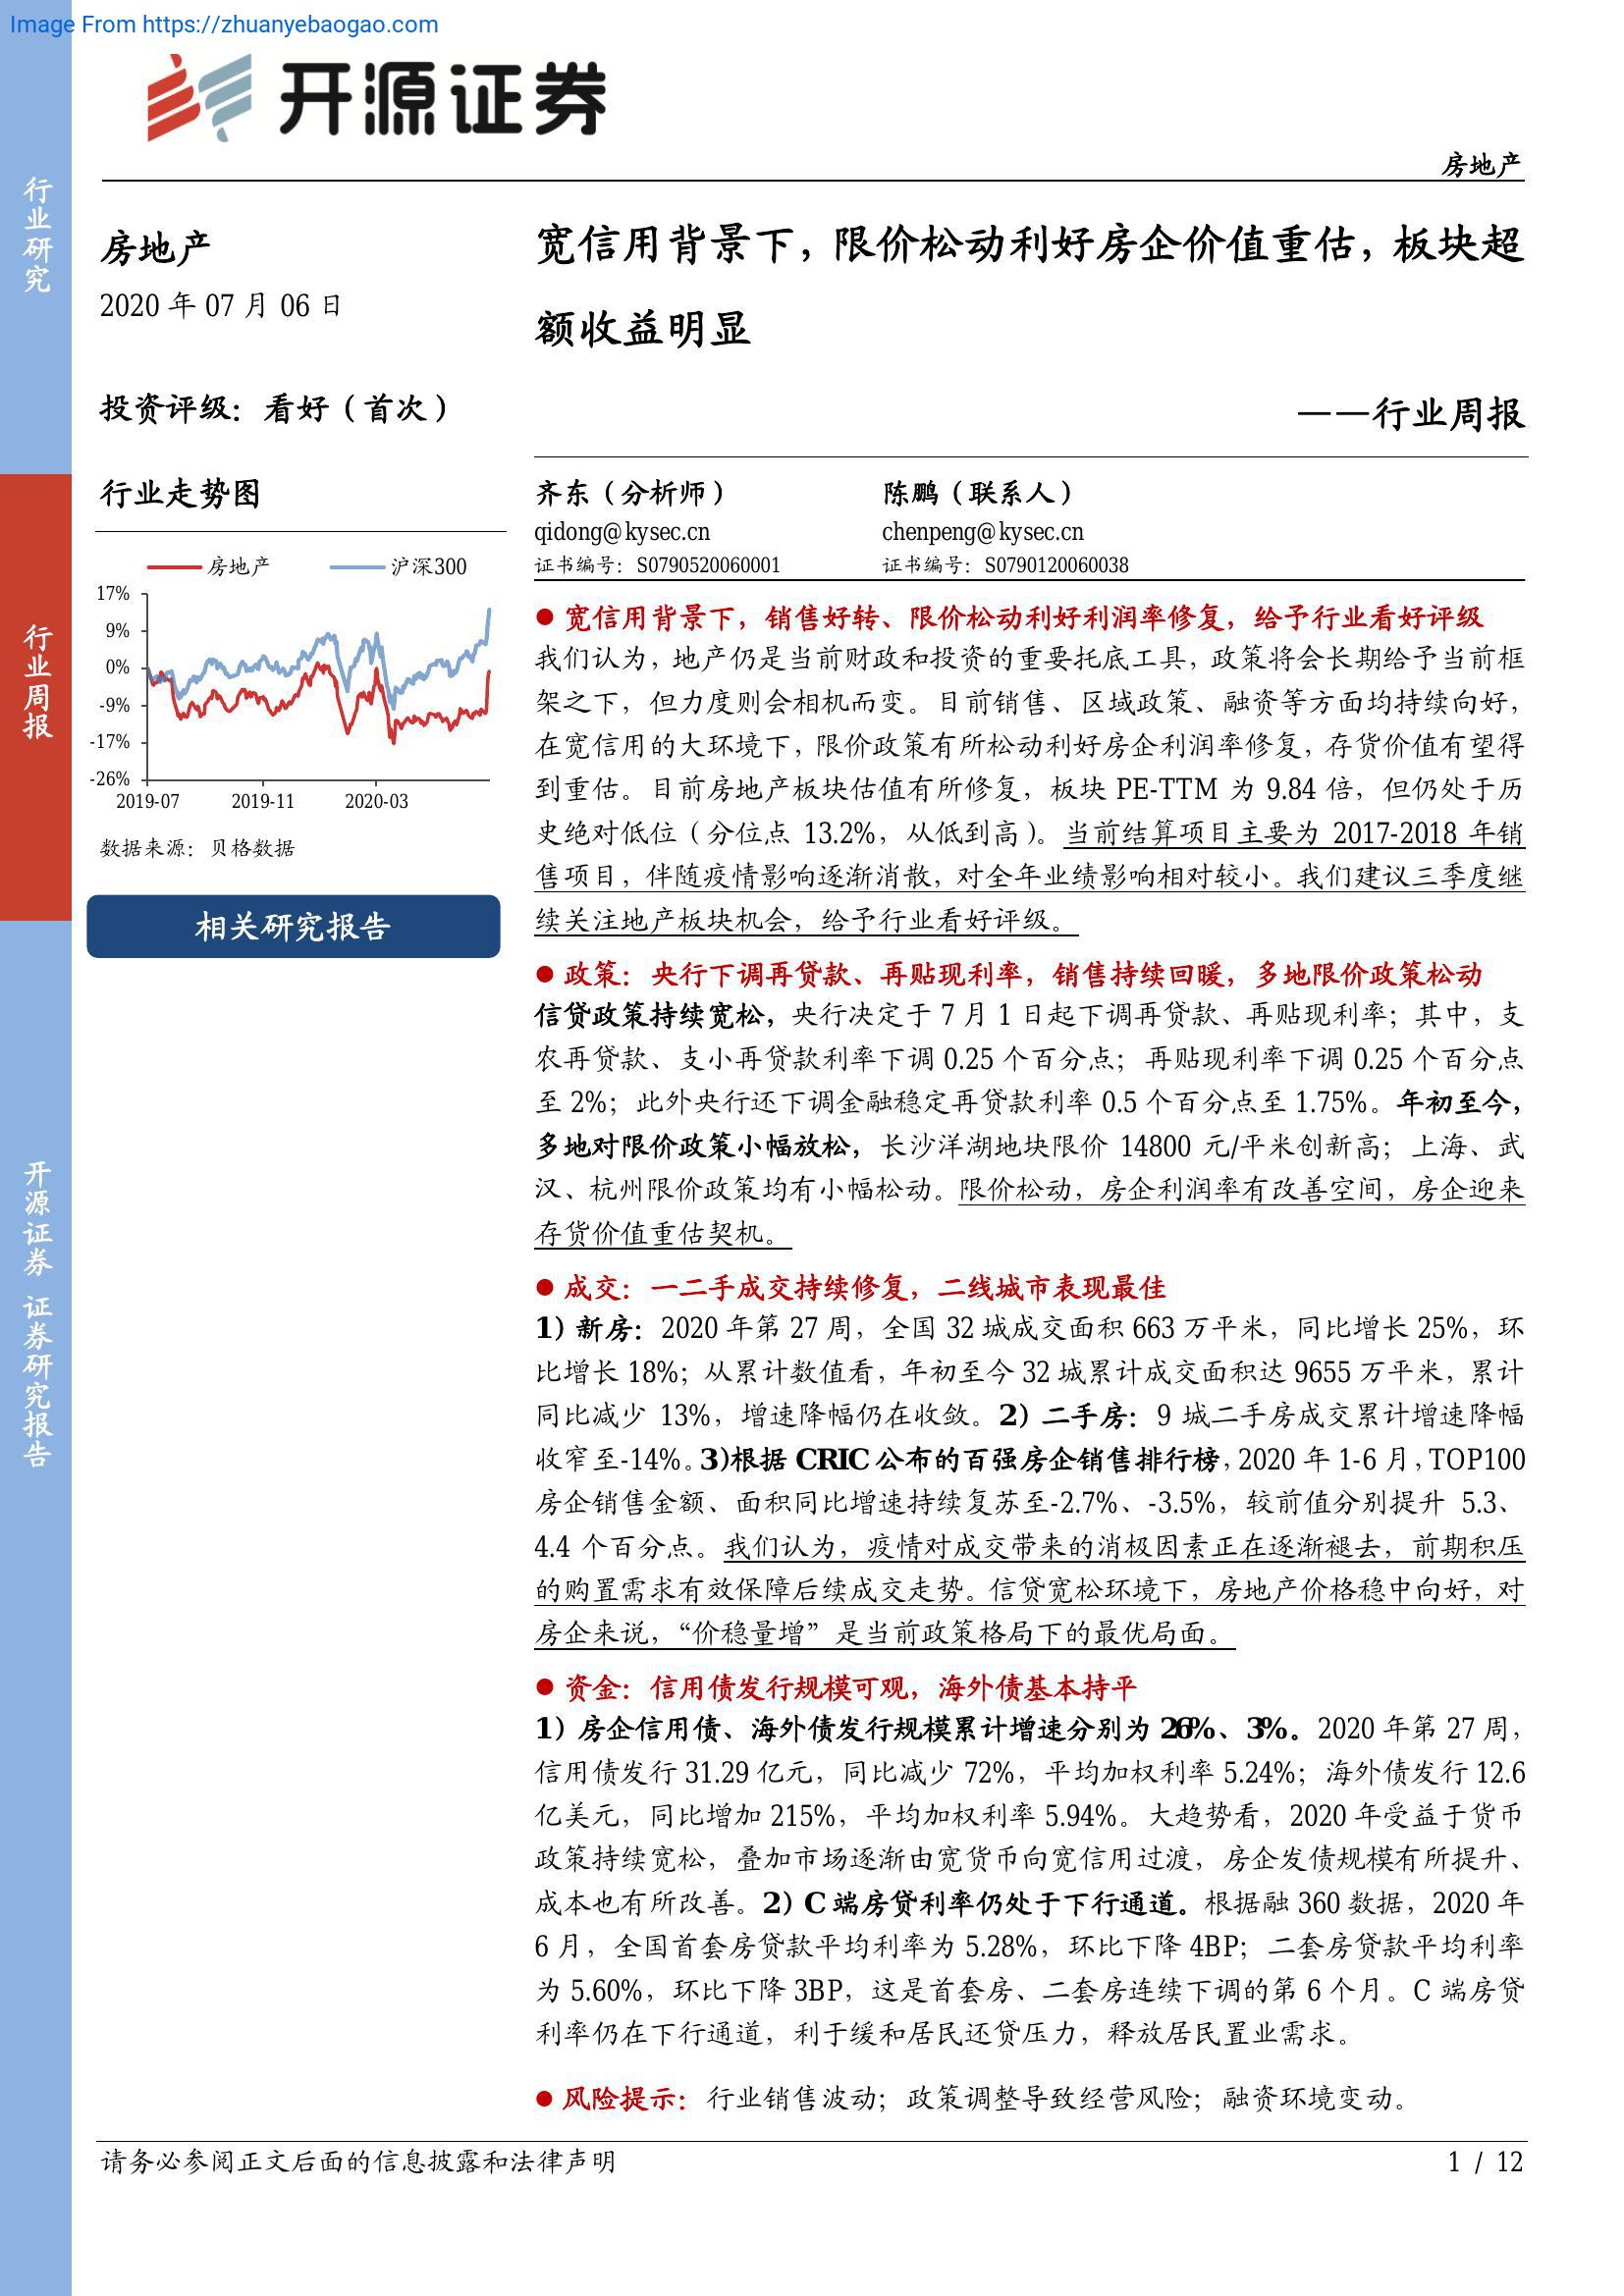 Image From https://zhuanyebaogao.com
开源证券
房地产
行业研究
行业周报
开源证券 证券研究报告
房地产
2020 年 07 月 06 日
投资评级：看好（首次）
行业走势图
房地产 沪深300
17%
9%
0%
-9%
-17%
-26%
2019-07 2019-11 2020-03
数据来源：贝格数据
相关研究报告
宽信用背景下，限价松动利好房企价值重估，板块超
额收益明显
——行业周报
齐东（分析师） 陈鹏（联系人）
qidong@kysec.cn chenpeng@kysec.cn
证书编号：S0790520060001 证书编号：S0790120060038
● 宽信用背景下，销售好转、限价松动利好利润率修复，给予行业看好评级
我们认为，地产仍是当前财政和投资的重要托底工具，政策将会长期给予当前框
架之下，但力度则会相机而变。目前销售、区域政策、融资等方面均持续向好，
在宽信用的大环境下，限价政策有所松动利好房企利润率修复，存货价值有望得
到重估。目前房地产板块估值有所修复，板块 PE-TTM 为 9.84 倍，但仍处于历
史绝对低位（分位点 13.2%，从低到高）。当前结算项目主要为 2017-2018 年销
售项目，伴随疫情影响逐渐消散，对全年业绩影响相对较小。我们建议三季度继
续关注地产板块机会，给予行业看好评级。
● 政策：央行下调再贷款、再贴现利率，销售持续回暖，多地限价政策松动
信贷政策持续宽松，央行决定于 7 月 1 日起下调再贷款、再贴现利率；其中，支
农再贷款、支小再贷款利率下调 0.25 个百分点；再贴现利率下调 0.25 个百分点
至 2%；此外央行还下调金融稳定再贷款利率 0.5 个百分点至 1.75%。年初至今，
多地对限价政策小幅放松，长沙洋湖地块限价 14800 元/平米创新高；上海、武
汉、杭州限价政策均有小幅松动。限价松动，房企利润率有改善空间，房企迎来
存货价值重估契机。
● 成交：一二手成交持续修复，二线城市表现最佳
1）新房：2020 年第 27 周，全国 32 城成交面积 663 万平米，同比增长 25%，环
比增长 18%；从累计数值看，年初至今 32 城累计成交面积达 9655 万平米，累计
同比减少 13%，增速降幅仍在收敛。2）二手房：9 城二手房成交累计增速降幅
收窄至-14%。3)根据 CRIC 公布的百强房企销售排行榜，2020 年 1-6 月，TOP100
房企销售金额、面积同比增速持续复苏至-2.7%、-3.5%，较前值分别提升 5.3、
4.4 个百分点。我们认为，疫情对成交带来的消极因素正在逐渐褪去，前期积压
的购置需求有效保障后续成交走势。信贷宽松环境下，房地产价格稳中向好，对
房企来说，“价稳量增”是当前政策格局下的最优局面。
● 资金：信用债发行规模可观，海外债基本持平
1）房企信用债、海外债发行规模累计增速分别为 26%、3%。2020 年第 27 周，
信用债发行 31.29 亿元，同比减少 72%，平均加权利率 5.24%；海外债发行 12.6
亿美元，同比增加 215%，平均加权利率 5.94%。大趋势看，2020 年受益于货币
政策持续宽松，叠加市场逐渐由宽货币向宽信用过渡，房企发债规模有所提升、
成本也有所改善。2）C 端房贷利率仍处于下行通道。根据融 360 数据，2020 年
6 月，全国首套房贷款平均利率为 5.28%，环比下降 4BP；二套房贷款平均利率
为 5.60%，环比下降 3BP，这是首套房、二套房连续下调的第 6 个月。C 端房贷
利率仍在下行通道，利于缓和居民还贷压力，释放居民置业需求。
● 风险提示：行业销售波动；政策调整导致经营风险；融资环境变动。
请务必参阅正文后面的信息披露和法律声明 1 / 12